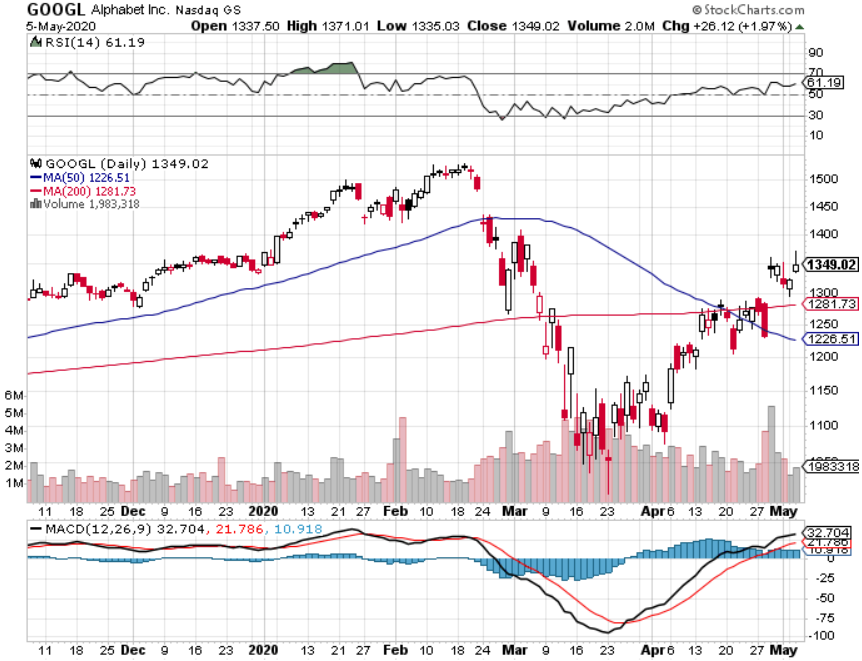 GOOGL Alphabet Inc. Nasdaq GS
© StockCharts.com
5-May-2020 Open 1337.50 High 1371.01 Low 1335.03 Close 1349.02 Volume 2.0M Chg +26.12 (+1.97%)
RSI(14) 61.19
90
70
61.19
50
30
10
GOOGL (Daily) 1349.02
MA(50) 1226.51
MA(200) 1281.73
Volume 1,983,318
1500
1450
1400
1349.02
1300
1281.73
1250
1226.51
1200
1150
1100
1983318
6M
5M
4M
3M
2M
1M
11 18 25 Dec 9 16 23 2020 13 21 27 Feb 10 18 24 Mar 9 16 23 Apr 6 13 20 27 May
MACD(12,26,9) 32.704, 21.786, 10.918
32.704
21.786
10.918
0
-25
-50
-75
-100
11 18 25 Dec 9 16 23 2020 13 21 27 Feb 10 18 24 Mar 9 16 23 Apr 6 13 20 27 May